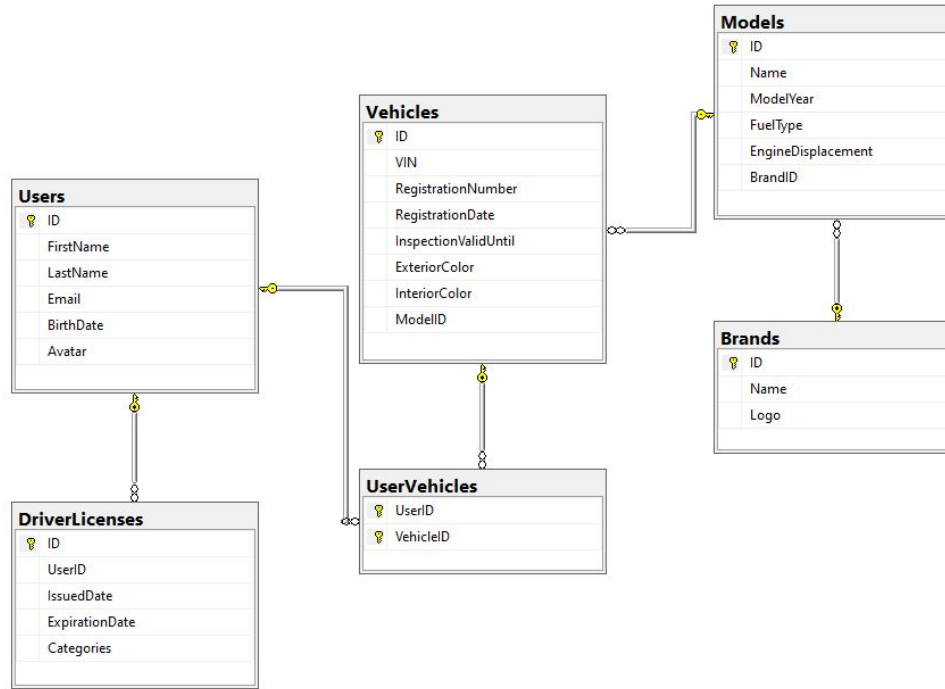 Users
ID
FirstName
LastName
Email
BirthDate
Avatar
DriverLicenses
ID
UserID
IssuedDate
ExpirationDate
Categories
Vehicles
ID
VIN
RegistrationNumber
RegistrationDate
InspectionValidUntil
ExteriorColor
InteriorColor
ModelID
UserVehicles
UserID
VehicleID
Models
ID
Name
ModelYear
FuelType
EngineDisplacement
BrandID
Brands
ID
Name
Logo